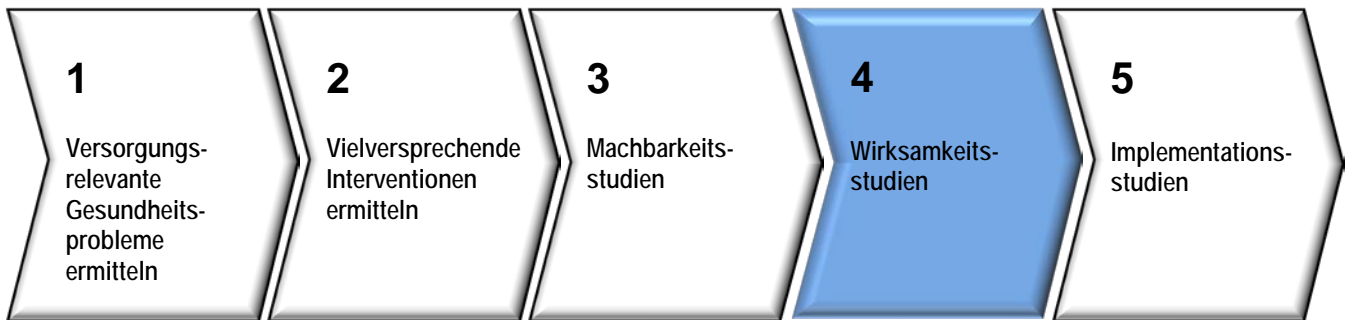 1
Versorgungs-
relevante
Gesundheits-
probleme
ermitteln
2
Vielversprechende
Interventionen
ermitteln
3
Machbarkeits-
studien
4
Wirksamkeits-
studien
5
Implementations-
studien